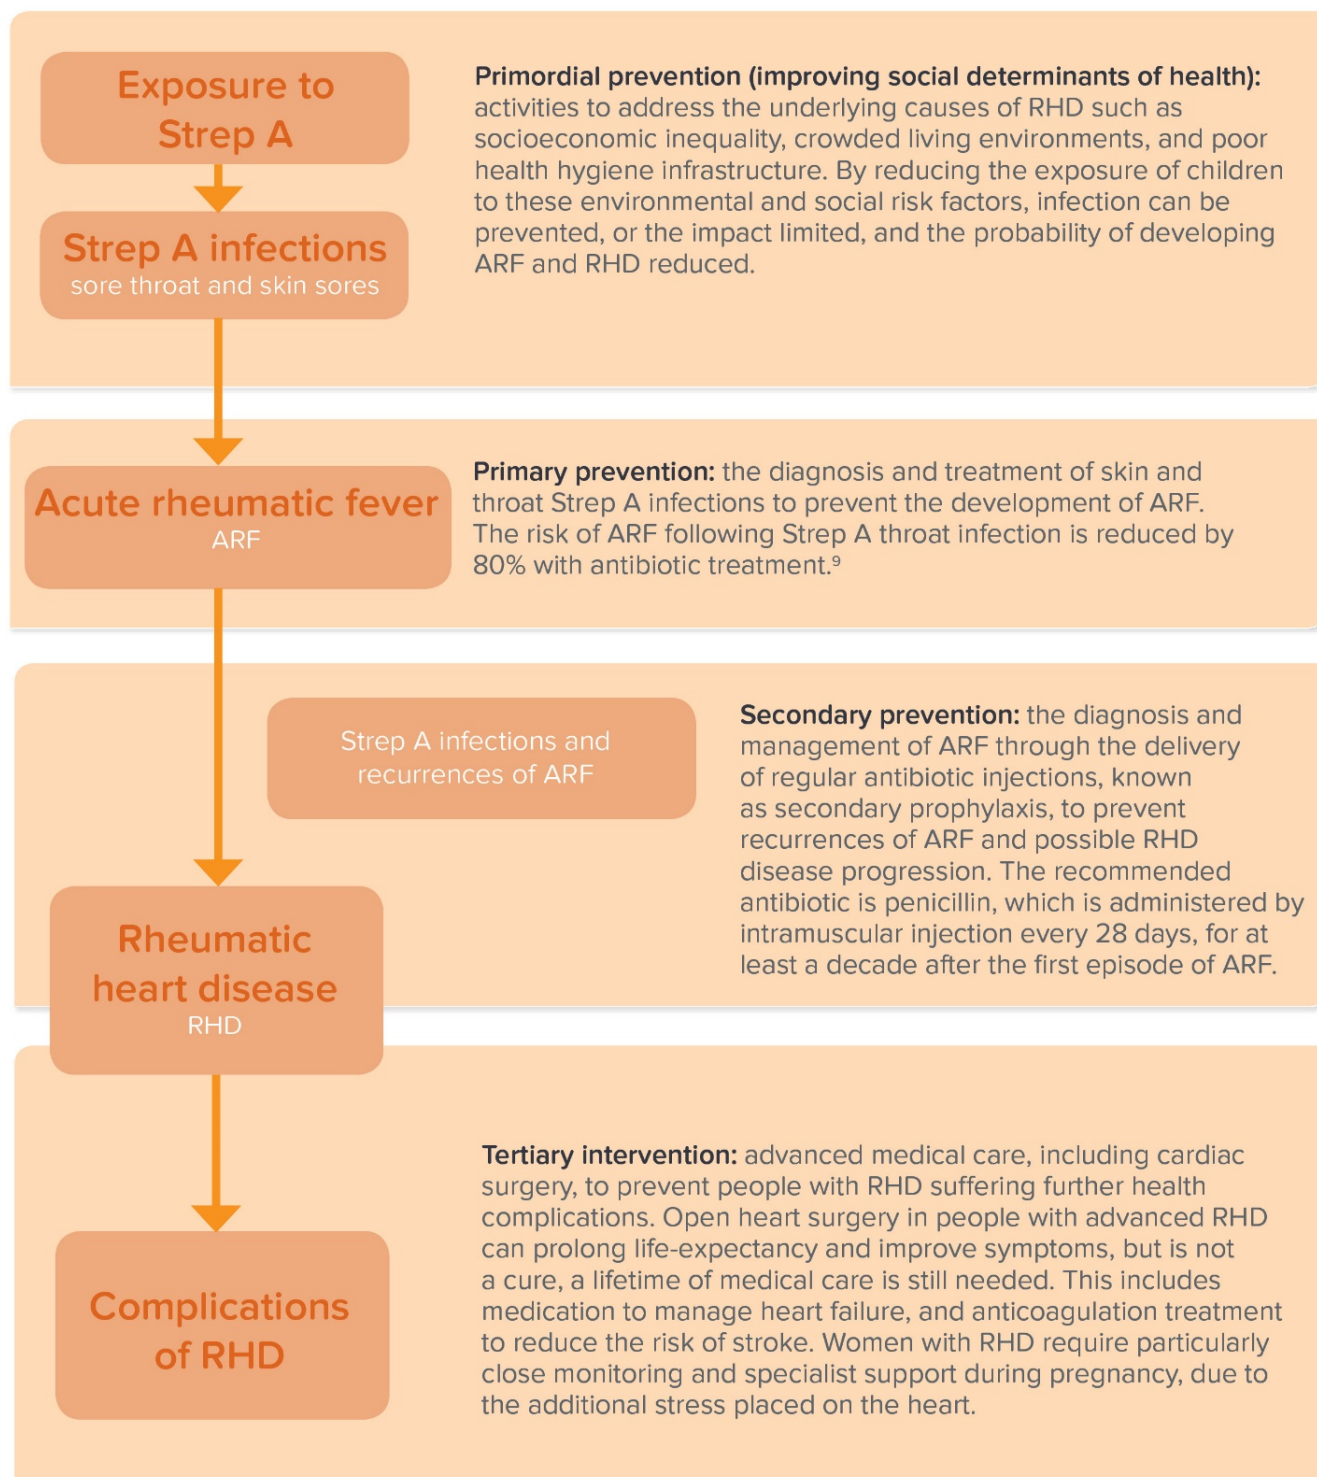 Exposure to
Strep A
Primordial prevention (improving social determinants of health):
activities to address the underlying causes of RHD such as
socioeconomic inequality, crowded living environments, and poor
health hygiene infrastructure. By reducing the exposure of children
to these environmental and social risk factors, infection can be
prevented, or the impact limited, and the probability of developing
ARF and RHD reduced.
Strep A infections
sore throat and skin sores
Acute rheumatic fever
ARF
Primary prevention: the diagnosis and treatment of skin and
throat Strep A infections to prevent the development of ARF.
The risk of ARF following Strep A throat infection is reduced by
80% with antibiotic treatment.⁹
Strep A infections and
recurrences of ARF
Secondary prevention: the diagnosis and
management of ARF through the delivery
of regular antibiotic injections, known
as secondary prophylaxis, to prevent
recurrences of ARF and possible RHD
disease progression. The recommended
antibiotic is penicillin, which is administered by
intramuscular injection every 28 days, for at
least a decade after the first episode of ARF.
Rheumatic
heart disease
RHD
Tertiary intervention: advanced medical care, including cardiac
surgery, to prevent people with RHD suffering further health
complications. Open heart surgery in people with advanced RHD
can prolong life-expectancy and improve symptoms, but is not
a cure, a lifetime of medical care is still needed. This includes
medication to manage heart failure, and anticoagulation treatment
to reduce the risk of stroke. Women with RHD require particularly
close monitoring and specialist support during pregnancy, due to
the additional stress placed on the heart.
Complications
of RHD